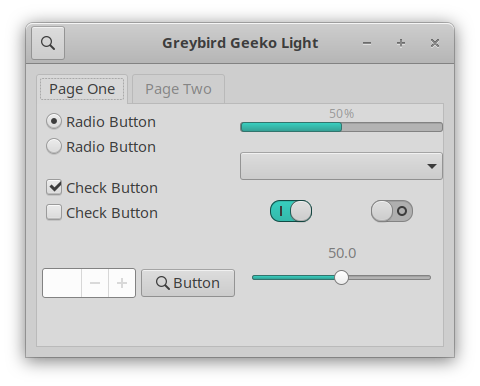 Greybird Geeko Light
Page One
Page Two
Radio Button
50%
Radio Button
Check Button
Check Button
50.0
Button